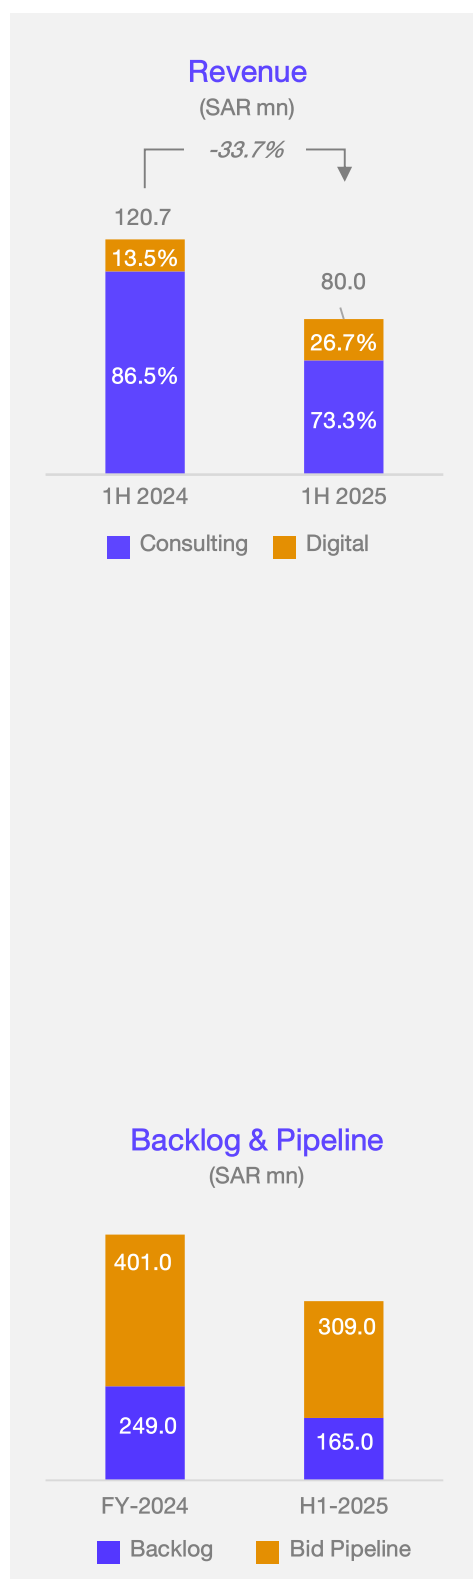 Revenue
(SAR mn)
-33.7%
120.7
80.0
13.5%
26.7%
86.5%
73.3%
1H 2024
1H 2025
Consulting
Digital
Backlog & Pipeline
(SAR mn)
401.0
309.0
249.0
165.0
FY-2024
H1-2025
Backlog
Bid Pipeline